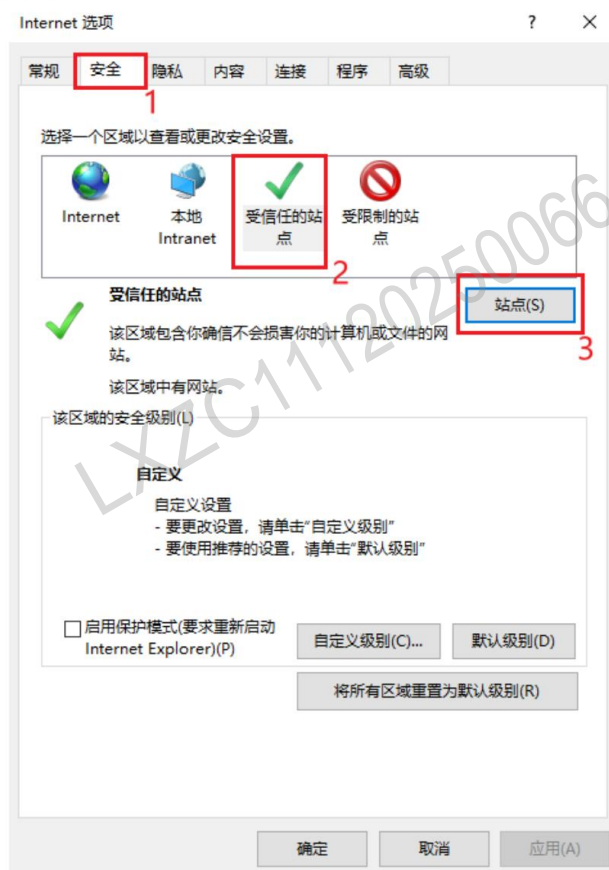 Internet 选项
常规 安全 隐私 内容 连接 程序 高级
1
选择一个区域以查看或更改安全设置。
Internet
本地
Intranet
受信任的站
点
受限制的站
点
2
受信任的站点
站点(S)
3
该区域包含你确信不会损害你的计算机或文件的网
站。
该区域中有网站。
该区域的安全级别(L)
自定义
自定义设置
- 要更改设置，请单击“自定义级别”
- 要使用推荐的设置，请单击“默认级别”
启用保护模式(要求重新启动
Internet Explorer)(P)
自定义级别(C)...
默认级别(D)
将所有区域重置为默认级别(R)
确定 取消 应用(A)
LXZC11120250066